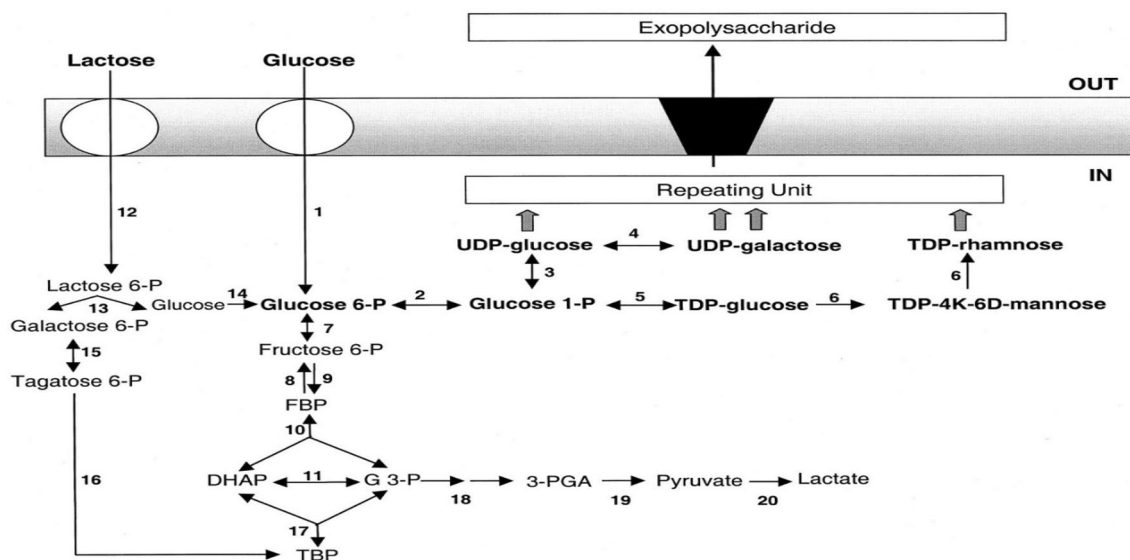 Exopolysaccharide
Lactose Glucose
OUT
IN
Repeating Unit
12 1
4
UDP-glucose UDP-galactose TDP-rhamnose
3 6
Lactose 6-P
13 Glucose 14 Glucose 6-P 2 Glucose 1-P 5 TDP-glucose 6 TDP-4K-6D-mannose
Galactose 6-P
7
15 Fructose 6-P
Tagatose 6-P 8 9
FBP
10
16 DHAP 11 G 3-P 18 3-PGA 19 Pyruvate 20 Lactate
17
TBP